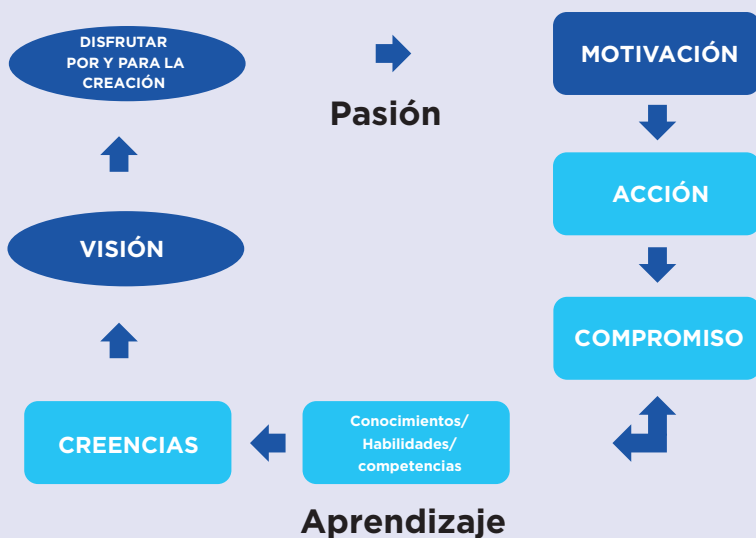 DISFRUTAR
POR Y PARA LA
CREACIÓN
Pasión
MOTIVACIÓN
ACCIÓN
VISIÓN
COMPROMISO
CREENCIAS
Conocimientos/
Habilidades/
competencias
Aprendizaje